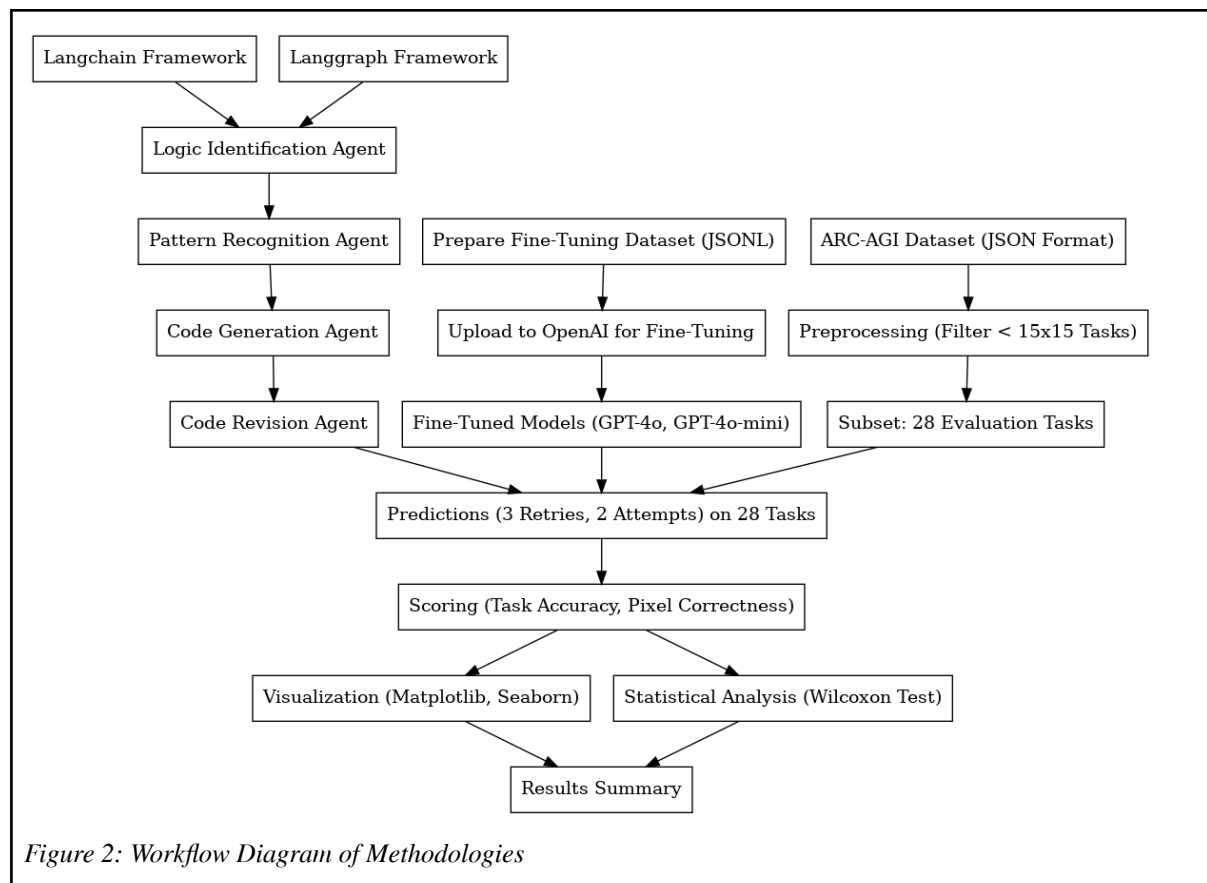 Langchain Framework
Langgraph Framework
Logic Identification Agent
Pattern Recognition Agent
Prepare Fine-Tuning Dataset (JSONL)
ARC-AGI Dataset (JSON Format)
Code Generation Agent
Upload to OpenAI for Fine-Tuning
Preprocessing (Filter < 15x15 Tasks)
Code Revision Agent
Fine-Tuned Models (GPT-4o, GPT-4o-mini)
Subset: 28 Evaluation Tasks
Predictions (3 Retries, 2 Attempts) on 28 Tasks
Scoring (Task Accuracy, Pixel Correctness)
Visualization (Matplotlib, Seaborn)
Statistical Analysis (Wilcoxon Test)
Results Summary
Figure 2: Workflow Diagram of Methodologies